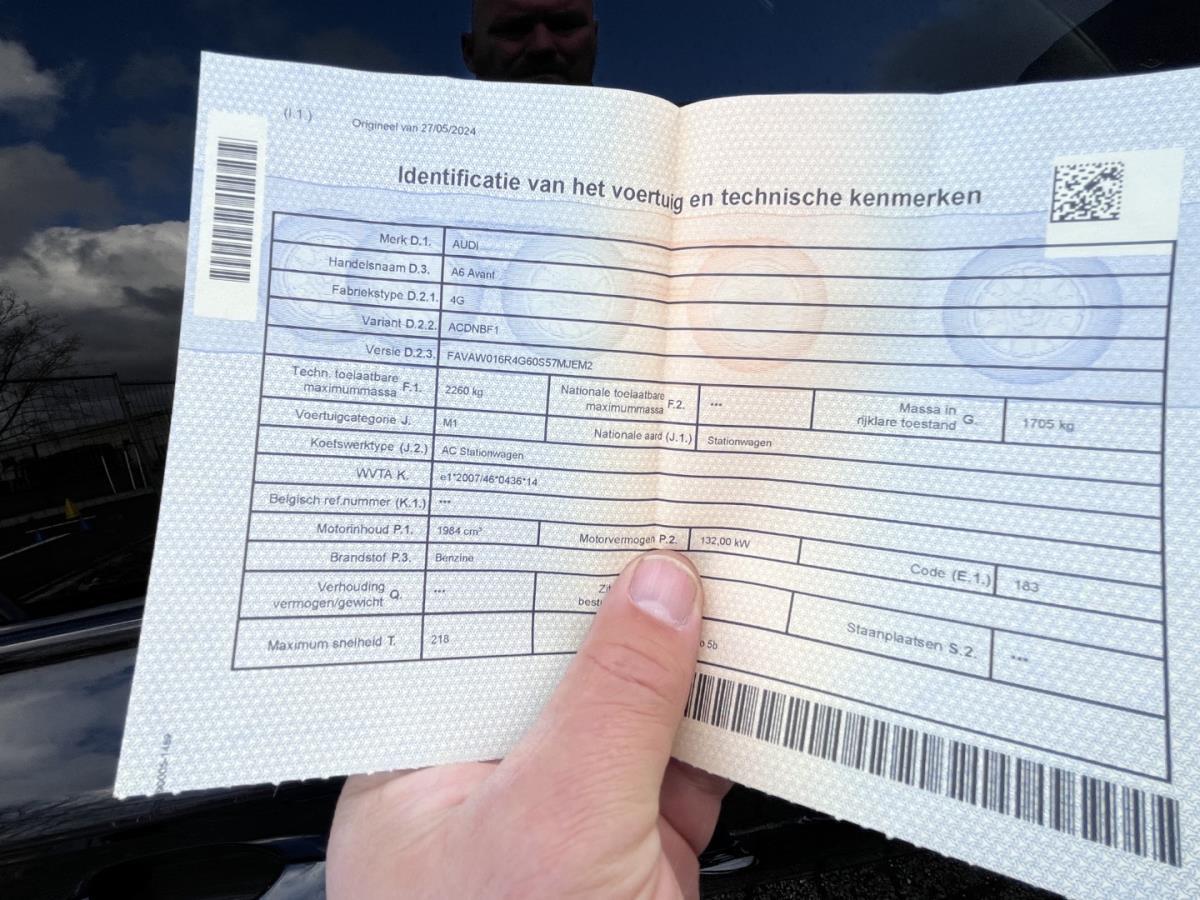 (I.1.)
Origineel van 27/05/2024
Identificatie van het voertuig en technische kenmerken
Merk D.1. AUDI
Handelsnaam D.3. A6 Avant
Fabriekstype D.2.1. 4G
Variant D.2.2. ACDNBF1
Versie D.2.3. FAVAW016R4G60S57MJEM2
Techn. toelaatbare maximummassa F.1. 2260 kg Nationale toelaatbare maximummassa F.2. *** Massa in rijklare toestand G. 1705 kg
Voertuigcategorie J. M1 Nationale aard (J.1.) Stationwagen
Koetswerktype (J.2.) AC Stationwagen
WVTA K. e1*2007/46*0436*14
Belgisch ref.nummer (K.1.) ***
Motorinhoud P.1. 1984 cm³ Motorvermogen P.2. 132,00 kW Code (E.1.) 183
Brandstof P.3. Benzine
Verhouding vermogen/gewicht Q. *** Staanplaatsen S.2. ***
Maximum snelheid T. 218 5b